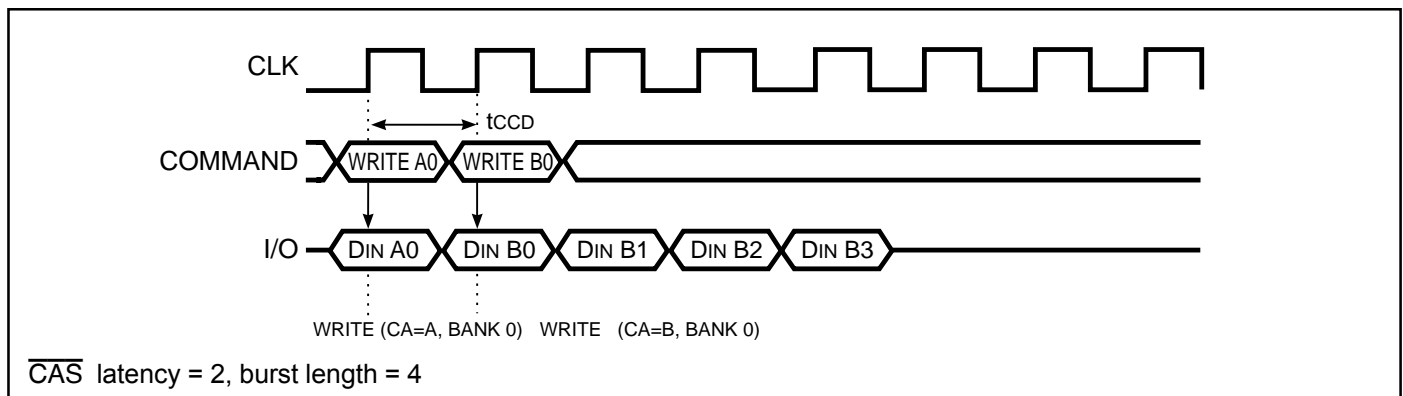 CLK
tCCD
COMMAND WRITE A0 WRITE B0
I/O DIN A0 DIN B0 DIN B1 DIN B2 DIN B3
WRITE (CA=A, BANK 0) WRITE (CA=B, BANK 0)
CAS latency = 2, burst length = 4